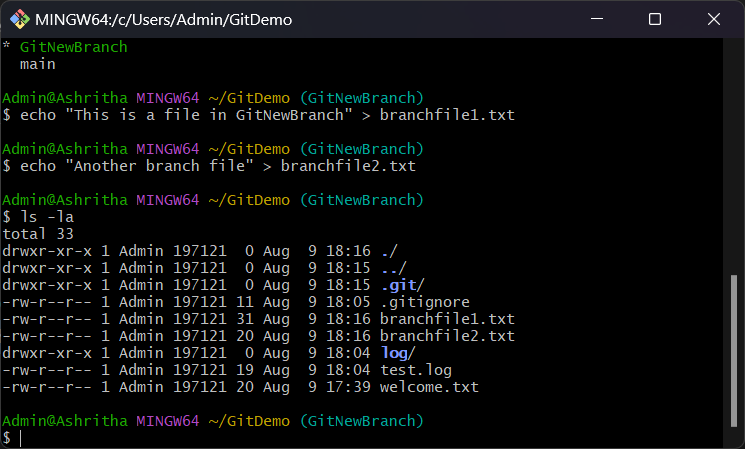 MINGW64:/c/Users/Admin/GitDemo
* GitNewBranch
  main
Admin@Ashritha MINGW64 ~/GitDemo (GitNewBranch)
$ echo "This is a file in GitNewBranch" > branchfile1.txt
Admin@Ashritha MINGW64 ~/GitDemo (GitNewBranch)
$ echo "Another branch file" > branchfile2.txt
Admin@Ashritha MINGW64 ~/GitDemo (GitNewBranch)
$ ls -la
total 33
drwxr-xr-x 1 Admin 197121  0 Aug  9 18:16 ./
drwxr-xr-x 1 Admin 197121  0 Aug  9 18:15 ../
drwxr-xr-x 1 Admin 197121  0 Aug  9 18:15 .git/
-rw-r--r-- 1 Admin 197121 11 Aug  9 18:05 .gitignore
-rw-r--r-- 1 Admin 197121 31 Aug  9 18:16 branchfile1.txt
-rw-r--r-- 1 Admin 197121 20 Aug  9 18:16 branchfile2.txt
drwxr-xr-x 1 Admin 197121  0 Aug  9 18:04 log/
-rw-r--r-- 1 Admin 197121 19 Aug  9 18:04 test.log
-rw-r--r-- 1 Admin 197121 20 Aug  9 17:39 welcome.txt
Admin@Ashritha MINGW64 ~/GitDemo (GitNewBranch)
$